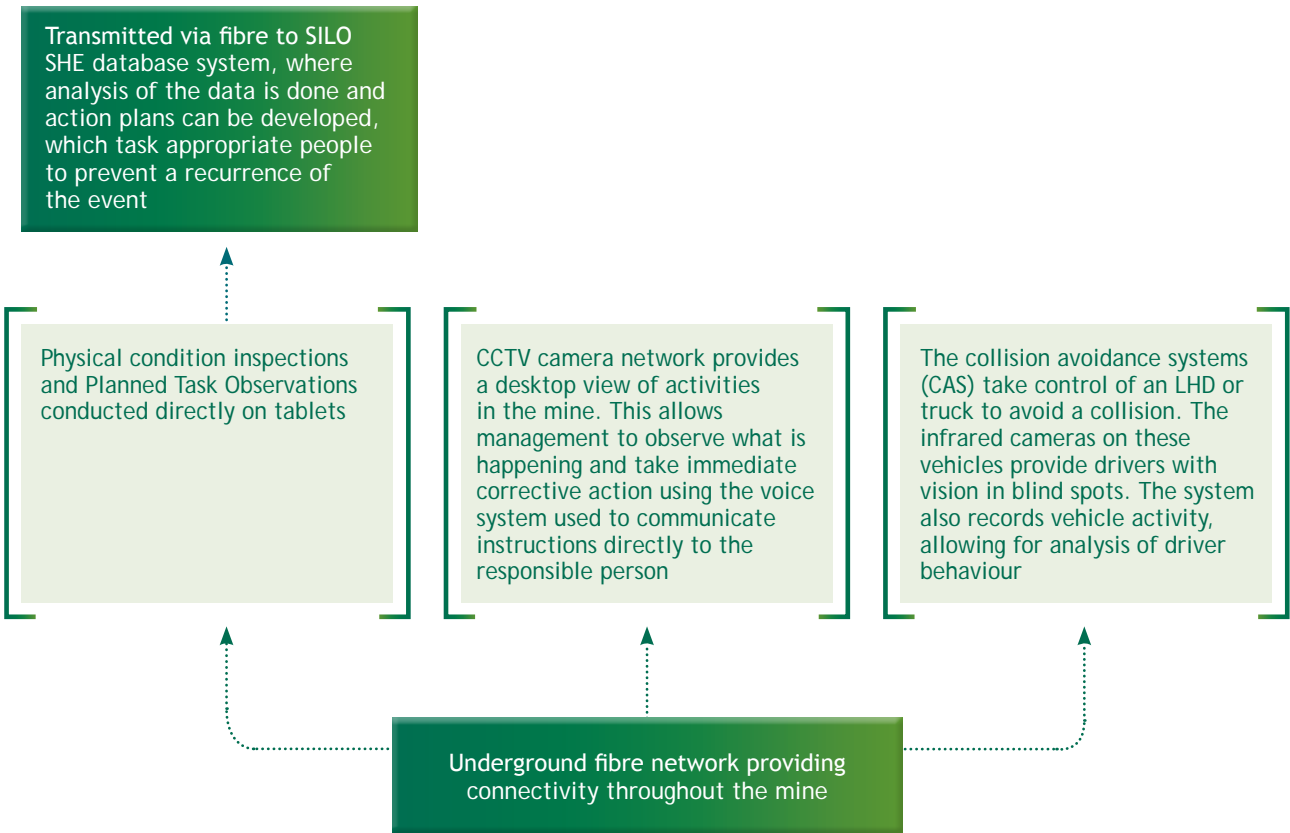 Transmitted via fibre to SILO
SHE database system, where
analysis of the data is done and
action plans can be developed,
which task appropriate people
to prevent a recurrence of
the event
Physical condition inspections
and Planned Task Observations
conducted directly on tablets
CCTV camera network provides
a desktop view of activities
in the mine. This allows
management to observe what is
happening and take immediate
corrective action using the voice
system used to communicate
instructions directly to the
responsible person
The collision avoidance systems
(CAS) take control of an LHD or
truck to avoid a collision. The
infrared cameras on these
vehicles provide drivers with
vision in blind spots. The system
also records vehicle activity,
allowing for analysis of driver
behaviour
Underground fibre network providing
connectivity throughout the mine